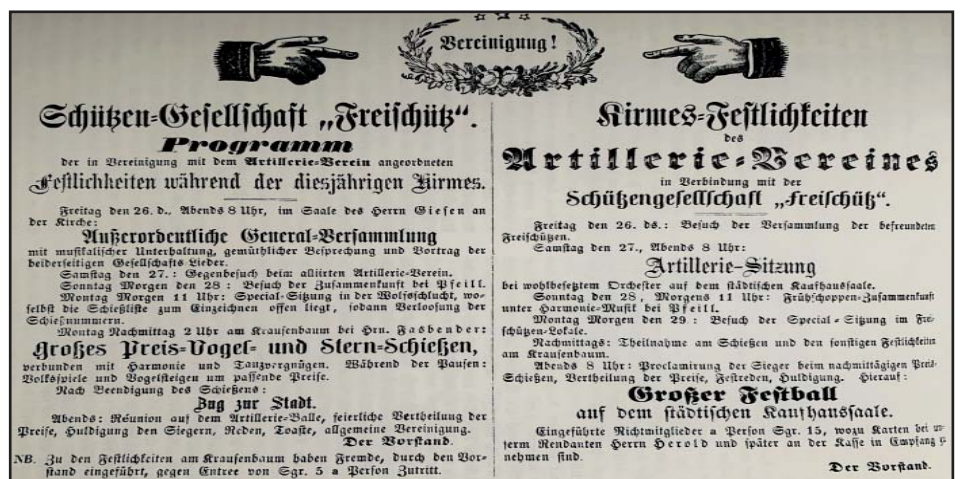 Vereinigung!
Schützen-Gesellschaft „Freischütz“.
Programm
der in Vereinigung mit dem Artillerie-Verein angeordneten
Festlichkeiten während der diesjährigen Kirmes.
Freitag den 26. d., Abends 8 Uhr, im Saale des Herrn Giesen an
der Kirche:
Außerordentliche General-Versammlung
mit musikalischer Unterhaltung, gemüthlicher Besprechung und Vortrag der
beiderseitigen Gesellschafts Lieder.
Samstag den 27.: Gegenbesuch beim alliirten Artillerie-Verein.
Sonntag Morgen den 28: Besuch der Zusammenkunft bei Pfeill.
Montag Morgen 11 Uhr: Special-Sitzung in der Wolfsschlucht, wo-
selbst die Schießliste zum Einzeichnen offen liegt, sodann Verloosung der
Schießnummern.
Montag Nachmittag 2 Uhr am Krausenbaum bei Hrn. Fasbender:
Großes Preis-Vogel- und Stern-Schießen,
verbunden mit Harmonie und Tanzvergnügen. Während der Pausen:
Volksspiele und Vogelsteigen um passende Preise.
Nach Beendigung des Schießens:
Zug zur Stadt.
Abends: Réunion auf dem Artillerie-Balle, feierliche Vertheilung der
Preise, Huldigung den Siegern, Reden, Toaste, allgemeine Vereinigung.
Der Vorstand.
NB. Zu den Festlichkeiten am Krausenbaum haben Fremde, durch den Vor-
stand eingeführt, gegen Entree von Sgr. 5 a Person Zutritt.
Kirmes-Festlichkeiten
des
Artillerie-Vereines
in Verbindung mit der
Schützengesellschaft „Freischütz“.
Freitag den 26. ds.: Besuch der Versammlung der befreundeten
Freischützen.
Samstag den 27., Abends 8 Uhr:
Artillerie-Sitzung
bei wohlbesetztem Orchester auf dem städtischen Kaufhaussaale.
Sonntag den 28, Morgens 11 Uhr: Frühschoppen-Zusammenkunft
unter Harmonie-Musik bei Pfeill.
Montag Morgen den 29.: Besuch der Special-Sitzung im Frei-
schützen-Lokale.
Nachmittags: Theilnahme am Schießen und den sonstigen Festlichkeiten
am Krausenbaum.
Abends 8 Uhr: Proclamirung der Sieger beim nachmittägigen Preis-
Schießen, Vertheilung der Preise, Festreden, Huldigung. Hierauf:
Großer Festball
auf dem städtischen Kaufhaussaale.
Eingeführte Nichtmitglieder a Person Sgr. 15, wozu Karten bei un-
serm Rendanten Herrn Herold und später an der Kasse in Empfang zu
nehmen sind.
Der Vorstand.